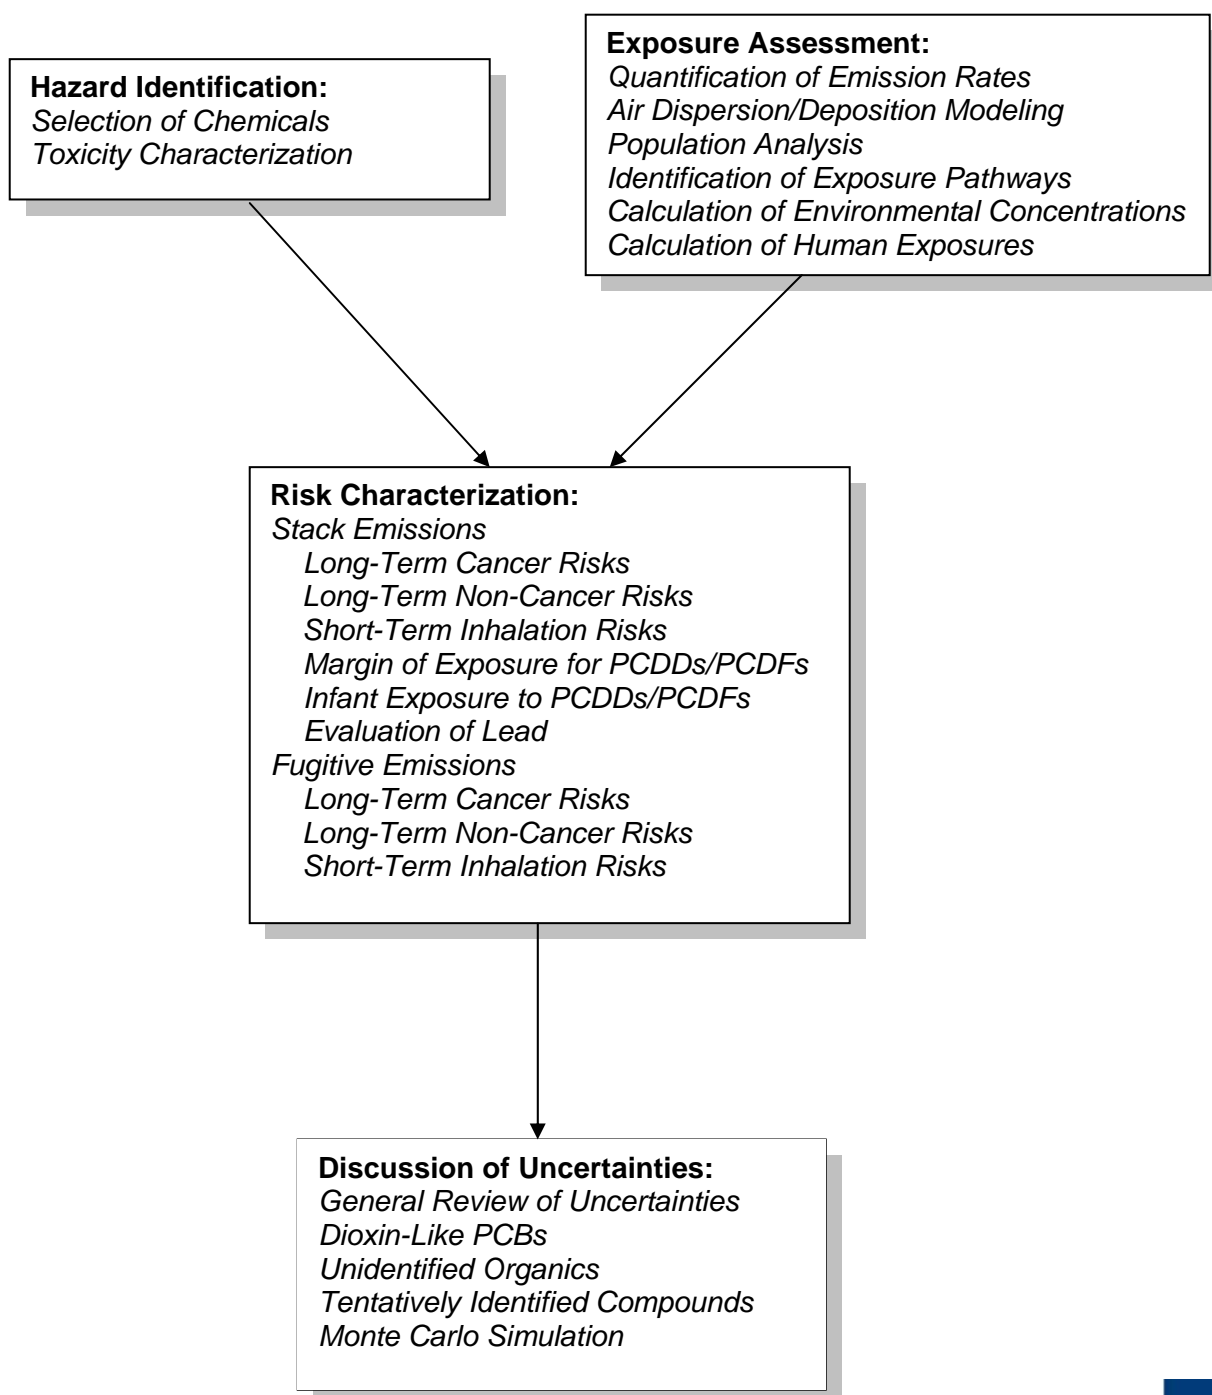 Hazard Identification:
Selection of Chemicals
Toxicity Characterization
Exposure Assessment:
Quantification of Emission Rates
Air Dispersion/Deposition Modeling
Population Analysis
Identification of Exposure Pathways
Calculation of Environmental Concentrations
Calculation of Human Exposures
Risk Characterization:
Stack Emissions
Long-Term Cancer Risks
Long-Term Non-Cancer Risks
Short-Term Inhalation Risks
Margin of Exposure for PCDDs/PCDFs
Infant Exposure to PCDDs/PCDFs
Evaluation of Lead
Fugitive Emissions
Long-Term Cancer Risks
Long-Term Non-Cancer Risks
Short-Term Inhalation Risks
Discussion of Uncertainties:
General Review of Uncertainties
Dioxin-Like PCBs
Unidentified Organics
Tentatively Identified Compounds
Monte Carlo Simulation